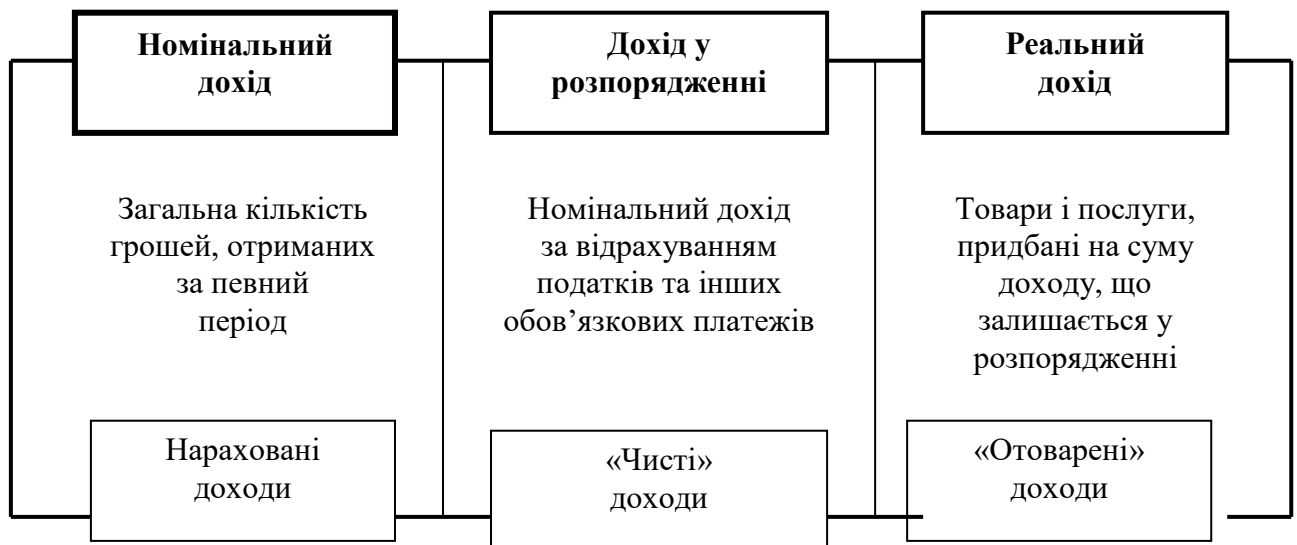 Номінальний
дохід
Дохід у
розпорядженні
Реальний
дохід
Загальна кількість
грошей, отриманих
за певний
період
Номінальний дохід
за відрахуванням
податків та інших
обов’язкових платежів
Товари і послуги,
придбані на суму
доходу, що
залишається у
розпорядженні
Нараховані
доходи
«Чисті»
доходи
«Отоварені»
доходи